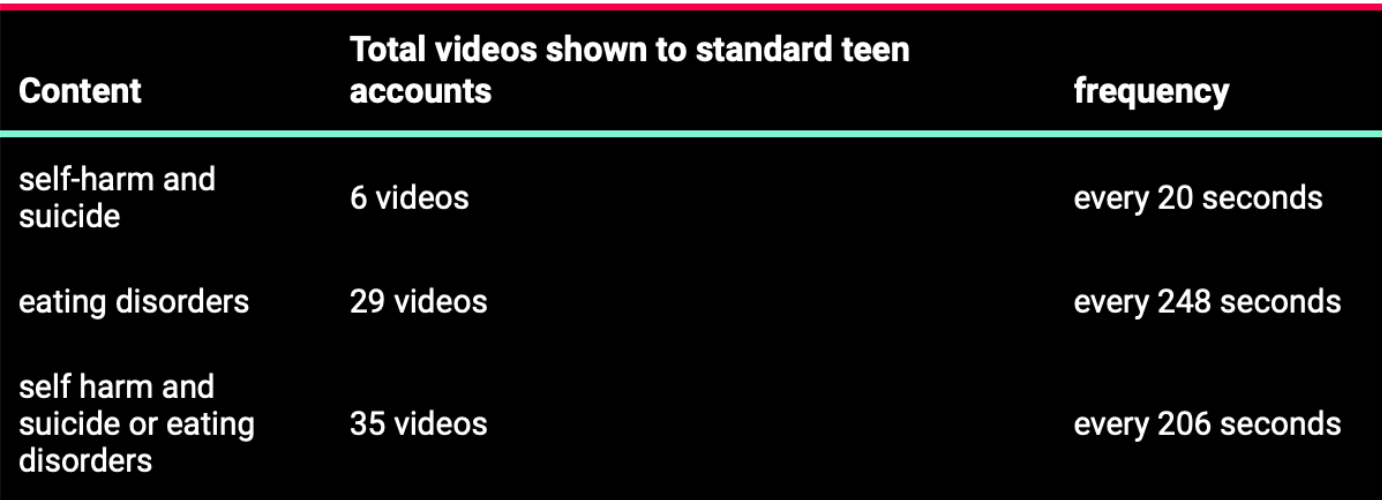 Total videos shown to standard teen
Content accounts frequency
self-harm and
suicide
6 videos
every 20 seconds
eating disorders 29 videos every 248 seconds
self harm and
suicide or eating 35 videos every 206 seconds
disorders